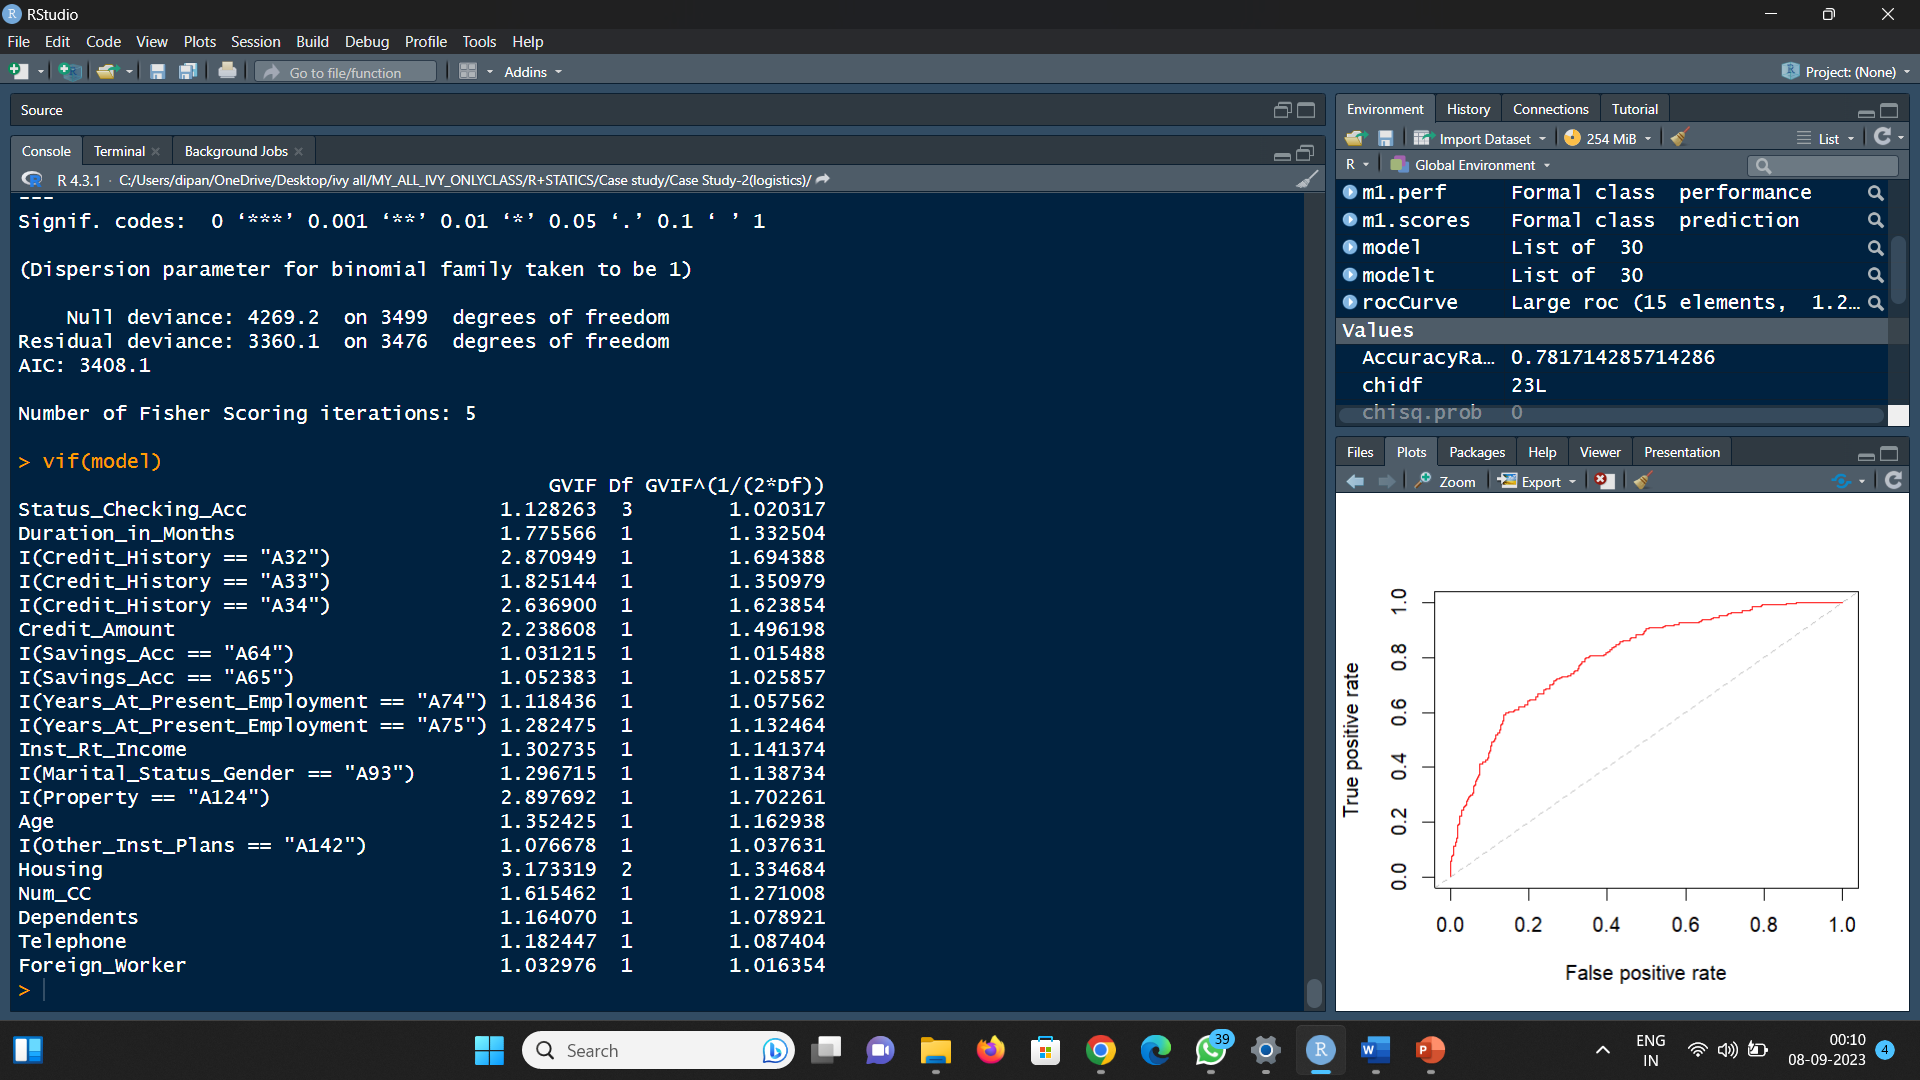 RStudio
File Edit Code View Plots Session Build Debug Profile Tools Help
Go to file/function
Addins
Project: (None)
Source
Console Terminal Background Jobs
R 4.3.1 · C:/Users/dipan/OneDrive/Desktop/ivy all/MY_ALL_IVY_ONLYCLASS/R+STATICS/Case study/Case Study-2(logistics)/
---
Signif. codes:  0 ‘***’ 0.001 ‘**’ 0.01 ‘*’ 0.05 ‘.’ 0.1 ‘ ’ 1
(Dispersion parameter for binomial family taken to be 1)
Null deviance: 4269.2  on 3499  degrees of freedom
Residual deviance: 3360.1  on 3476  degrees of freedom
AIC: 3408.1
Number of Fisher Scoring iterations: 5
> vif(model)
GVIF Df GVIF^(1/(2*Df))
Status_Checking_Acc 1.128263 3 1.020317
Duration_in_Months 1.775566 1 1.332504
I(Credit_History == "A32") 2.870949 1 1.694388
I(Credit_History == "A33") 1.825144 1 1.350979
I(Credit_History == "A34") 2.636900 1 1.623854
Credit_Amount 2.238608 1 1.496198
I(Savings_Acc == "A64") 1.031215 1 1.015488
I(Savings_Acc == "A65") 1.052383 1 1.025857
I(Years_At_Present_Employment == "A74") 1.118436 1 1.057562
I(Years_At_Present_Employment == "A75") 1.282475 1 1.132464
Inst_Rt_Income 1.302735 1 1.141374
I(Marital_Status_Gender == "A93") 1.296715 1 1.138734
I(Property == "A124") 2.897692 1 1.702261
Age 1.352425 1 1.162938
I(Other_Inst_Plans == "A142") 1.076678 1 1.037631
Housing 3.173319 2 1.334684
Num_CC 1.615462 1 1.271008
Dependents 1.164070 1 1.078921
Telephone 1.182447 1 1.087404
Foreign_Worker 1.032976 1 1.016354
>
Environment History Connections Tutorial
Import Dataset 254 MiB List
R Global Environment
m1.perf Formal class performance
m1.scores Formal class prediction
model List of 30
modelt List of 30
rocCurve Large roc (15 elements, 1.2…
Values
AccuracyRa… 0.781714285714286
chidf 23L
chisq.prob 0
Files Plots Packages Help Viewer Presentation
Zoom Export
True positive rate
1.0
0.8
0.6
0.4
0.2
0.0
0.0 0.2 0.4 0.6 0.8 1.0
False positive rate
Search
39
ENG
IN
00:10
08-09-2023
4